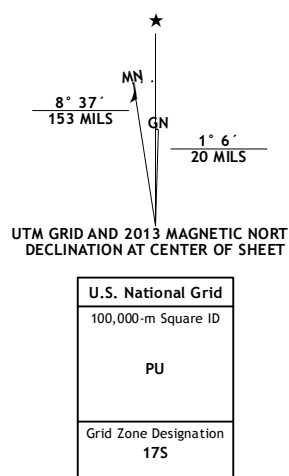 ★
MN
8° 37´
153 MILS
GN
1° 6´
20 MILS
UTM GRID AND 2013 MAGNETIC NORT
DECLINATION AT CENTER OF SHEET
U.S. National Grid
100,000-m Square ID
PU
Grid Zone Designation
17S